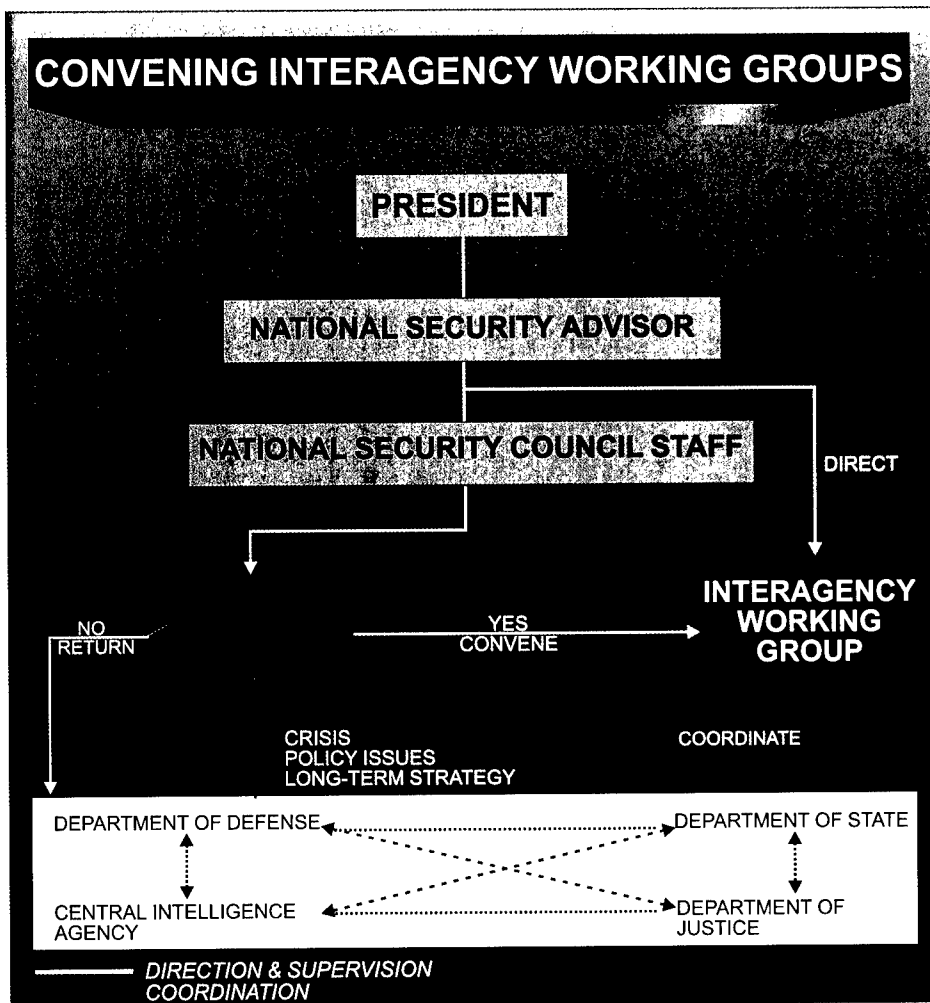 CONVENING INTERAGENCY WORKING GROUPS
PRESIDENT
NATIONAL SECURITY ADVISOR
NATIONAL SECURITY COUNCIL STAFF
DIRECT
INTERAGENCY
WORKING
GROUP
NO
RETURN
YES
CONVENE
CRISIS
POLICY ISSUES
LONG-TERM STRATEGY
COORDINATE
DEPARTMENT OF DEFENSE
DEPARTMENT OF STATE
CENTRAL INTELLIGENCE
AGENCY
DEPARTMENT OF
JUSTICE
DIRECTION & SUPERVISION
COORDINATION